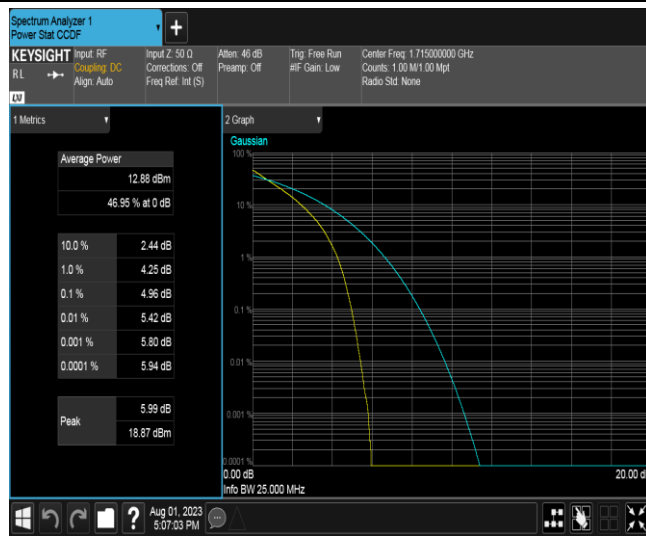 Spectrum Analyzer 1
Power Stat CCDF
+
KEYSIGHT
RL
LXI
Input: RF
Coupling: DC
Align: Auto
Input Z: 50 Ω
Corrections: Off
Freq Ref: Int (S)
Atten: 46 dB
Preamp: Off
Trig: Free Run
#IF Gain: Low
Center Freq: 1.715000000 GHz
Counts: 1.00 M/1.00 Mpt
Radio Std: None
1 Metrics
Average Power
12.88 dBm
46.95 % at 0 dB
10.0 % 2.44 dB
1.0 % 4.25 dB
0.1 % 4.96 dB
0.01 % 5.42 dB
0.001 % 5.80 dB
0.0001 % 5.94 dB
Peak
5.99 dB
18.87 dBm
2 Graph
Gaussian
100 %
10 %
1 %
0.1 %
0.01 %
0.001 %
0.0001 %
0.00 dB
20.00 d
Info BW 25.000 MHz
?
Aug 01, 2023
5:07:03 PM